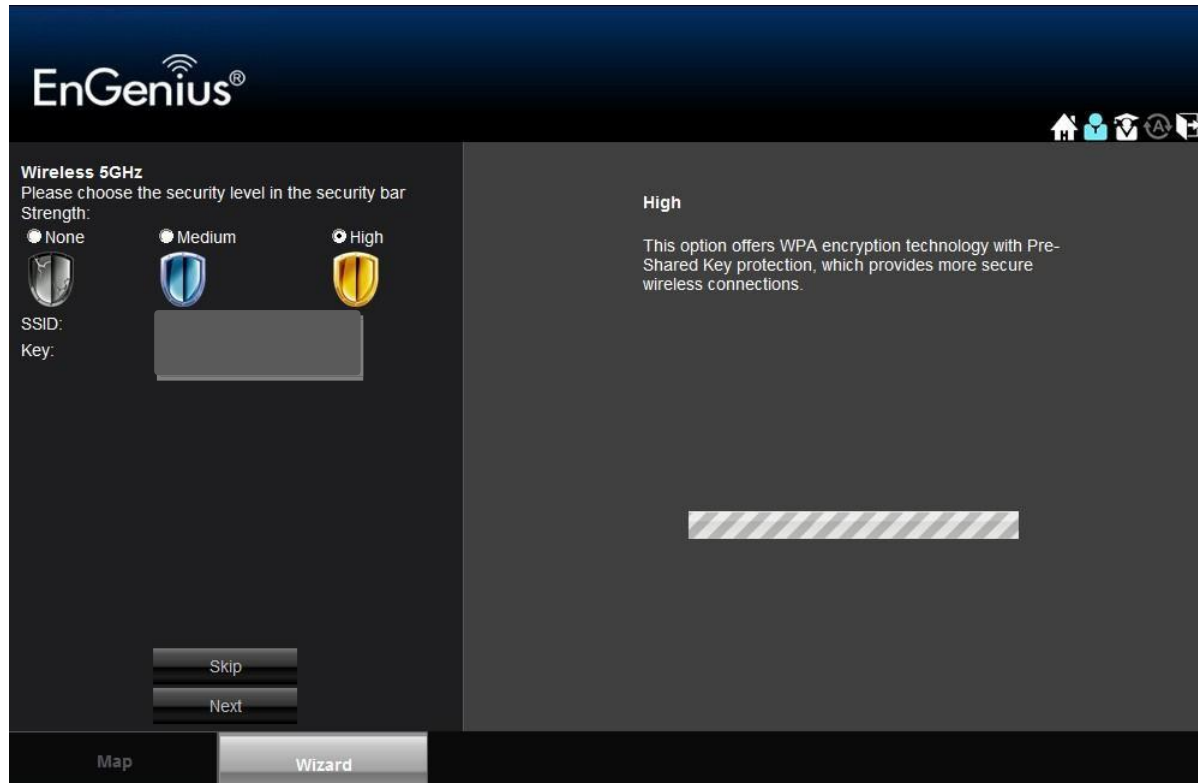 EnGenius®
Wireless 5GHz
Please choose the security level in the security bar
Strength:
None Medium High
SSID:
Key:
Skip
Next
High
This option offers WPA encryption technology with Pre-
Shared Key protection, which provides more secure
wireless connections.
Map Wizard